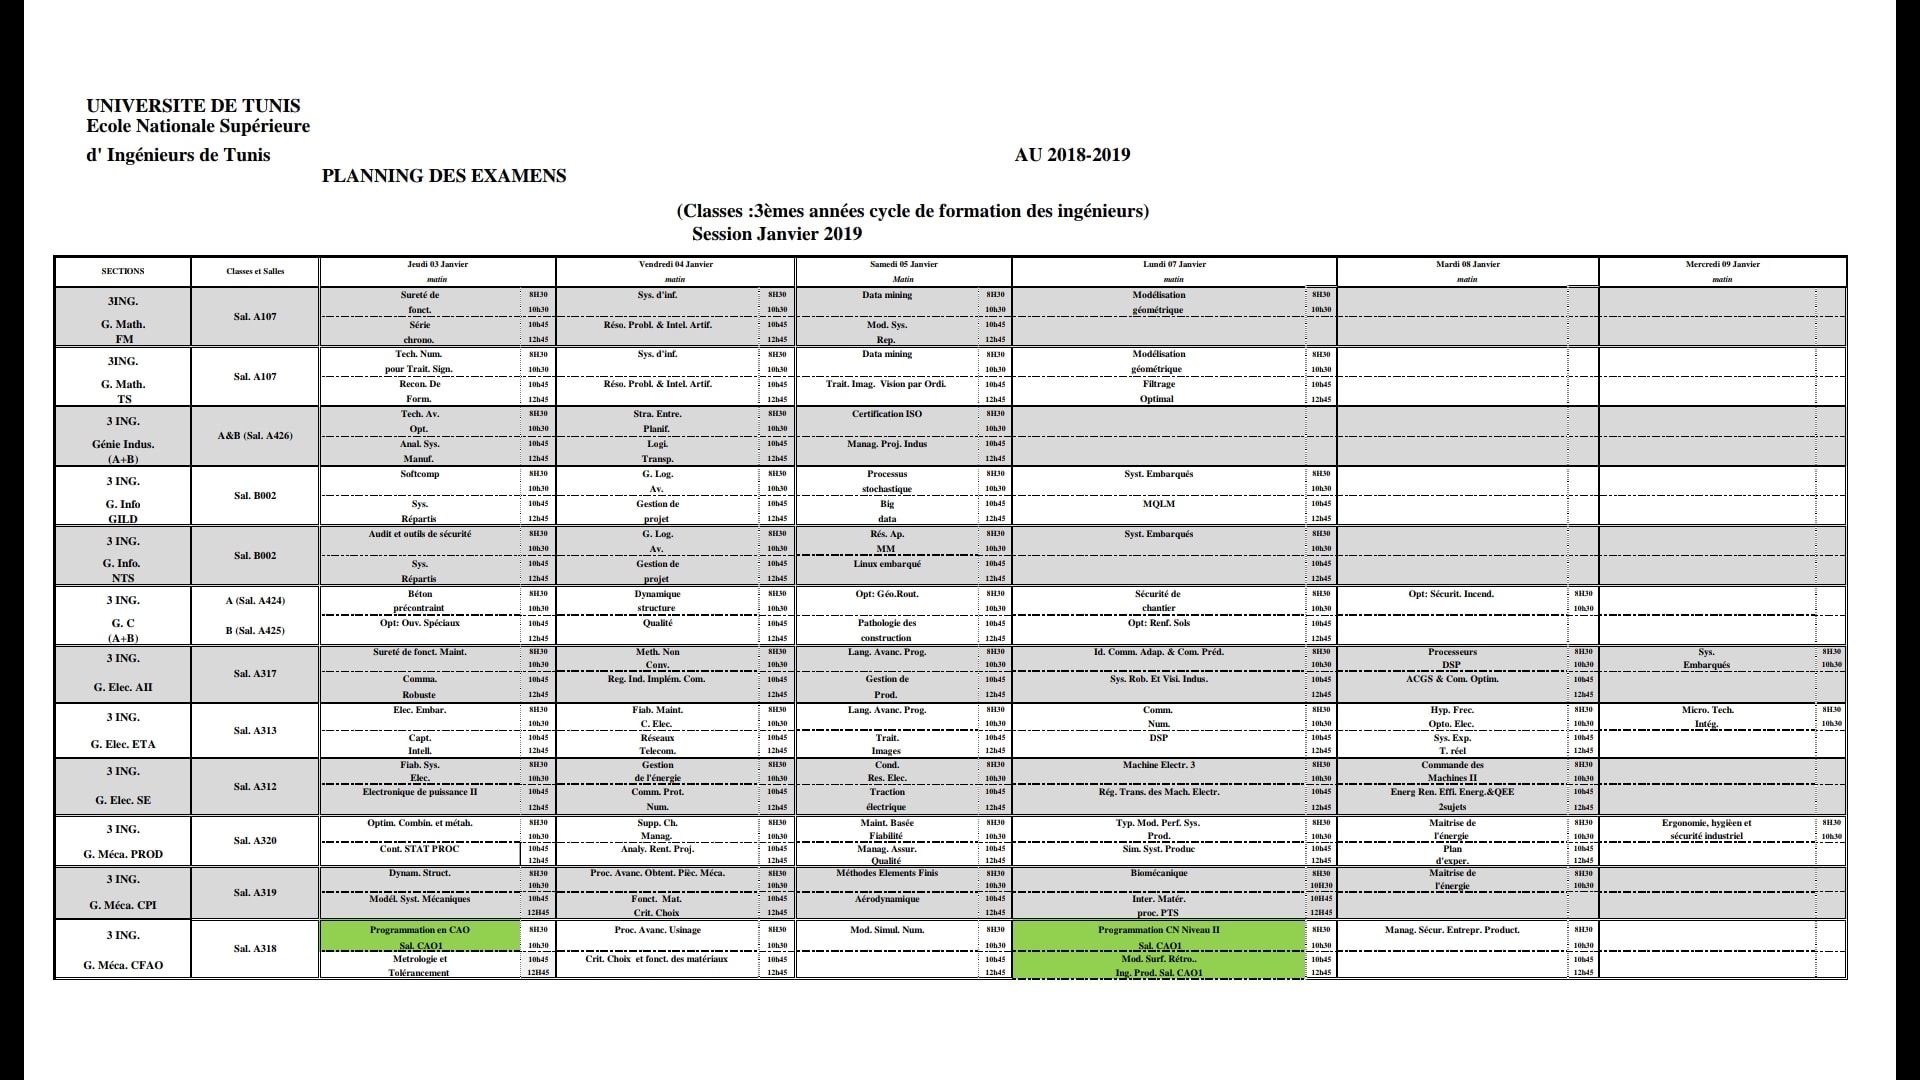 UNIVERSITE DE TUNIS
Ecole Nationale Supérieure
d' Ingénieurs de Tunis AU 2018-2019
PLANNING DES EXAMENS
(Classes :3èmes années cycle de formation des ingénieurs)
Session Janvier 2019
SECTIONS Classes et Salles Jeudi 03 Janvier Vendredi 04 Janvier Samedi 05 Janvier Lundi 07 Janvier Mardi 08 Janvier Mercredi 09 Janvier
matin matin Matin matin matin matin
3ING. Sureté de 8H30 Sys. d'inf. 8H30 Data mining 8H30 Modélisation 8H30
Sal. A107 fonct. 10h30 10h30 10h30 géométrique 10h30
G. Math. Série 10h45 Réso. Probl. & Intel. Artif. 10h45 Mod. Sys. 10h45
FM chrono. 12h45 12h45 Rep. 12h45
3ING. Tech. Num. 8H30 Sys. d'inf. 8H30 Data mining 8H30 Modélisation 8H30
Sal. A107 pour Trait. Sign. 10h30 10h30 10h30 géométrique 10h30
G. Math. Recon. De 10h45 Réso. Probl. & Intel. Artif. 10h45 Trait. Imag. Vision par Ordi. 10h45 Filtrage 10h45
TS Form. 12h45 12h45 12h45 Optimal 12h45
3 ING. Tech. Av. 8H30 Stra. Entre. 8H30 Certification ISO 8H30
A&B (Sal. A426) Opt. 10h30 Planif. 10h30 10h30
Génie Indus. Anal. Sys. 10h45 Logi. 10h45 Manag. Proj. Indus 10h45
(A+B) Manuf. 12h45 Transp. 12h45 12h45
3 ING. Softcomp 8H30 G. Log. 8H30 Processus 8H30 Syst. Embarqués 8H30
Sal. B002 10h30 Av. 10h30 stochastique 10h30 10h30
G. Info Sys. 10h45 Gestion de 10h45 Big 10h45 MQLM 10h45
GILD Répartis 12h45 projet 12h45 data 12h45 12h45
3 ING. Audit et outils de sécurité 8H30 G. Log. 8H30 Rés. Ap. 8H30 Syst. Embarqués 8H30
Sal. B002 10h30 Av. 10h30 MM 10h30 10h30
G. Info. Sys. 10h45 Gestion de 10h45 Linux embarqué 10h45 10h45
NTS Répartis 12h45 projet 12h45 12h45 12h45
3 ING. A (Sal. A424) Béton 8H30 Dynamique 8H30 Opt: Géo.Rout. 8H30 Sécurité de 8H30 Opt: Sécurit. Incend. 8H30
précontraint 10h30 structure 10h30 10h30 chantier 10h30 10h30
G. C B (Sal. A425) Opt: Ouv. Spéciaux 10h45 Qualité 10h45 Pathologie des 10h45 Opt: Renf. Sols 10h45
(A+B) 12h45 12h45 construction 12h45 12h45
3 ING. Sureté de fonct. Maint. 8H30 Meth. Non 8H30 Lang. Avanc. Prog. 8H30 Id. Comm. Adap. & Com. Préd. 8H30 Processeurs 8H30 Sys. 8H30
Sal. A317 10h30 Conv. 10h30 10h30 10h30 DSP 10h30 Embarqués 10h30
G. Elec. AII Comma. 10h45 Reg. Ind. Implém. Com. 10h45 Gestion de 10h45 Sys. Rob. Et Visi. Indus. 10h45 ACGS & Com. Optim. 10h45
Robuste 12h45 12h45 Prod. 12h45 12h45 12h45
3 ING. Elec. Embar. 8H30 Fiab. Maint. 8H30 Lang. Avanc. Prog. 8H30 Comm. 8H30 Hyp. Frec. 8H30 Micro. Tech. 8H30
Sal. A313 10h30 C. Elec. 10h30 10h30 Num. 10h30 Opto. Elec. 10h30 Intég. 10h30
G. Elec. ETA Capt. 10h45 Réseaux 10h45 Trait. 10h45 DSP 10h45 Sys. Exp. 10h45
Intell. 12h45 Telecom. 12h45 Images 12h45 12h45 T. réel 12h45
3 ING. Fiab. Sys. 8H30 Gestion 8H30 Cond. 8H30 Machine Electr. 3 8H30 Commande des 8H30
Sal. A312 Elec. 10h30 de l'énergie 10h30 Res. Elec. 10h30 10h30 Machines II 10h30
G. Elec. SE Electronique de puissance II 10h45 Comm. Prot. 10h45 Traction 10h45 Rég. Trans. des Mach. Electr. 10h45 Energ Ren. Effi. Energ.&QEE 10h45
12h45 Num. 12h45 électrique 12h45 12h45 2sujets 12h45
3 ING. Optim. Combin. et métah. 8H30 Supp. Ch. 8H30 Maint. Basée 8H30 Typ. Mod. Perf. Sys. 8H30 Maitrise de 8H30 Ergonomie, hygièen et 8H30
Sal. A320 10h30 Manag. 10h30 Fiabilité 10h30 Prod. 10h30 l'énergie 10h30 sécurité industriel 10h30
G. Méca. PROD Cont. STAT PROC 10h45 Analy. Rent. Proj. 10h45 Manag. Assur. 10h45 Sim. Syst. Produc 10h45 Plan 10h45
12h45 12h45 Qualité 12h45 12h45 d'exper. 12h45
3 ING. Dynam. Struct. 8H30 Proc. Avanc. Obtent. Pièc. Méca. 8H30 Méthodes Elements Finis 8H30 Biomécanique 8H30 Maitrise de 8H30
Sal. A319 10h30 10h30 10h30 10H30 l'énergie 10h30
G. Méca. CPI Modél. Syst. Mécaniques 10h45 Fonct. Mat. 10h45 Aérodynamique 10h45 Inter. Matér. 10H45
12H45 Crit. Choix 12h45 12h45 proc. PTS 12H45
3 ING. Programmation en CAO 8H30 Proc. Avanc. Usinage 8H30 Mod. Simul. Num. 8H30 Programmation CN Niveau II 8H30 Manag. Sécur. Entrepr. Product. 8H30
Sal. A318 Sal. CAO1 10h30 10h30 10h30 Sal. CAO1 10h30 10h30
G. Méca. CFAO Metrologie et 10h45 Crit. Choix et fonct. des matériaux 10h45 10h45 Mod. Surf. Rétro.. 10h45 10h45
Tolérancement 12H45 12h45 12h45 Ing. Prod. Sal. CAO1 12h45 12h45